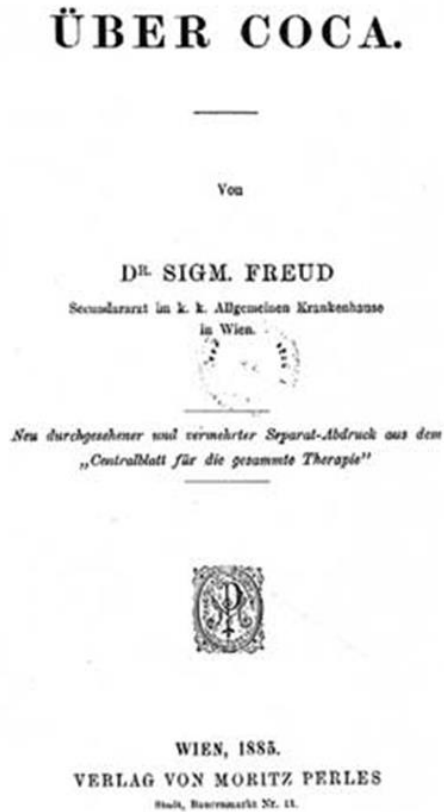 ÜBER COCA.
Von
DR. SIGM. FREUD
Secundararzt im k. k. Allgemeinen Krankenhause
in Wien.
Neu durchgesehener und vermehrter Separat-Abdruck aus dem
„Centralblatt für die gesammte Therapie"
WIEN, 1885.
VERLAG VON MORITZ PERLES
Stadt, Bauernmarkt Nr. 11.